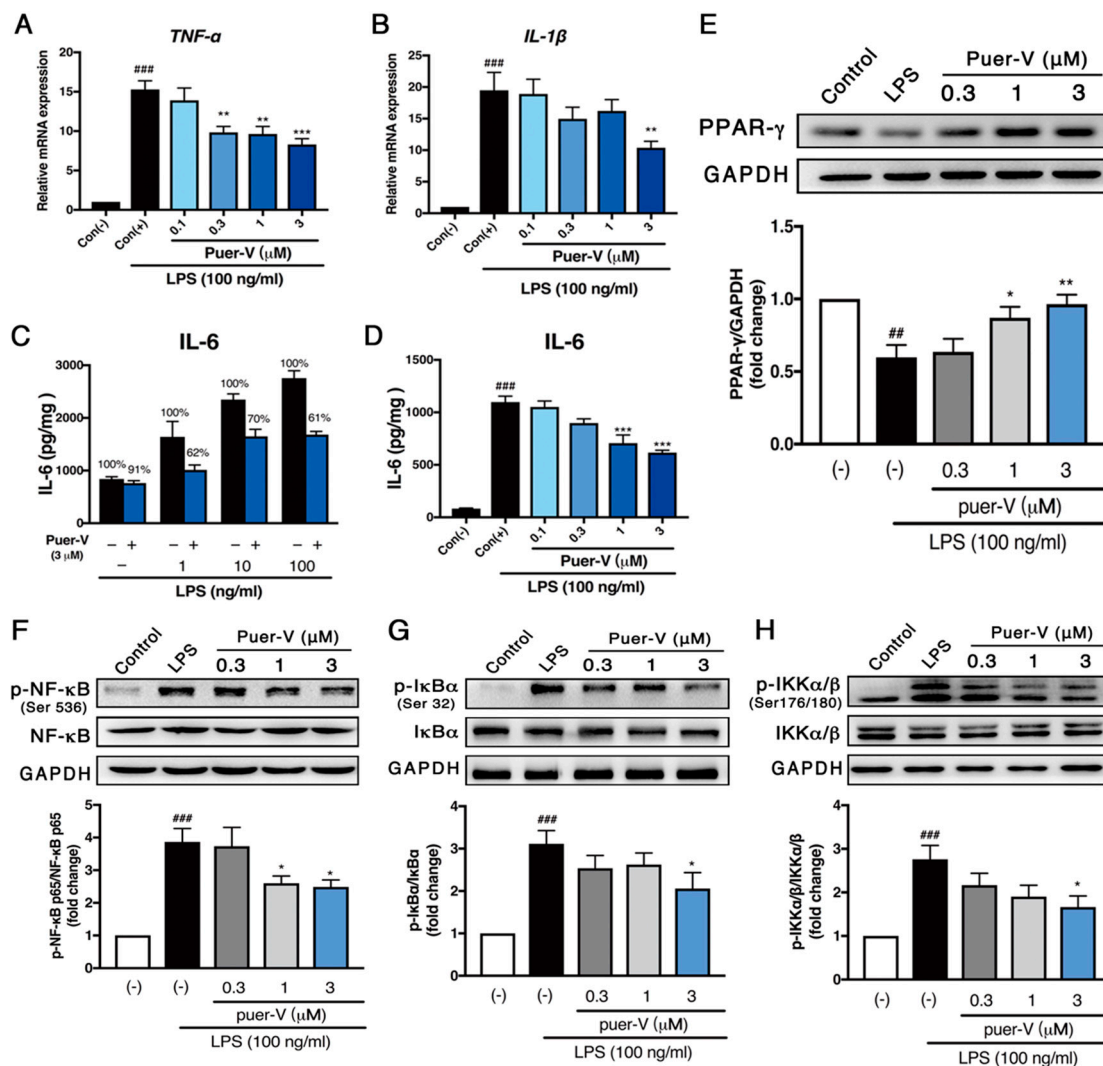 A
TNF-α
Relative mRNA expression
20
15
10
5
0
###
**
**
***
Con(-)
Con(+)
0.1
0.3
1
3
Puer-V (μM)
LPS (100 ng/ml)
B
IL-1β
Relative mRNA expression
25
20
15
10
5
0
###
**
Con(-)
Con(+)
0.1
0.3
1
3
Puer-V (μM)
LPS (100 ng/ml)
C
IL-6
IL-6 (pg/mg)
3000
2000
1000
0
100%
91%
100%
62%
100%
70%
100%
61%
Puer-V
(3 μM)
– + – + – + – +
– 1 10 100
LPS (ng/ml)
D
IL-6
IL-6 (pg/mg)
1500
1000
500
0
###
***
***
Con(-)
Con(+)
0.1
0.3
1
3
Puer-V (μM)
LPS (100 ng/ml)
E
Control
LPS
Puer-V (μM)
0.3 1 3
PPAR-γ
GAPDH
PPAR-γ/GAPDH
(fold change)
1.5
1.0
0.5
0.0
##
*
**
(-) (-) 0.3 1 3
puer-V (μM)
LPS (100 ng/ml)
F
Control
LPS
Puer-V (μM)
0.3 1 3
p-NF-κB
(Ser 536)
NF-κB
GAPDH
p-NF-κB p65/NF-κB p65
(fold change)
5
4
3
2
1
0
###
*
*
(-) (-) 0.3 1 3
puer-V (μM)
LPS (100 ng/ml)
G
Control
LPS
Puer-V (μM)
0.3 1 3
p-IκBα
(Ser 32)
IκBα
GAPDH
p-IκBα/IκBα
(fold change)
4
3
2
1
0
###
*
(-) (-) 0.3 1 3
puer-V (μM)
LPS (100 ng/ml)
H
Control
LPS
Puer-V (μM)
0.3 1 3
p-IKKα/β
(Ser176/180)
IKKα/β
GAPDH
p-IKKα/β/IKKα/β
(fold change)
4
3
2
1
0
###
*
(-) (-) 0.3 1 3
puer-V (μM)
LPS (100 ng/ml)